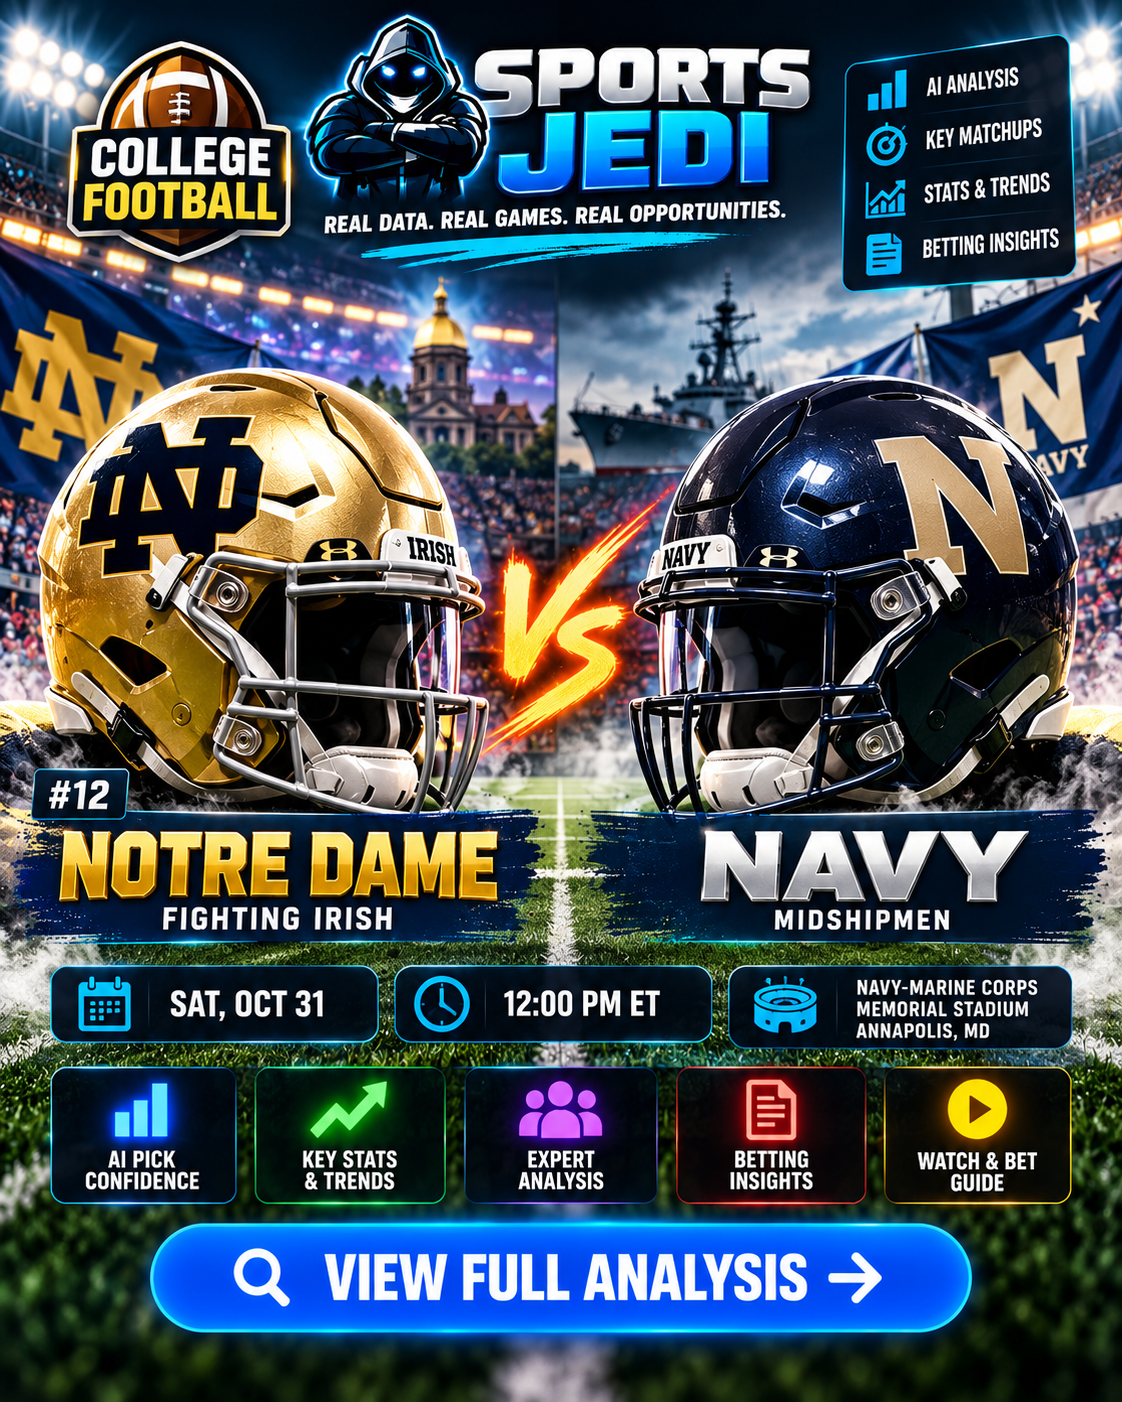 COLLEGE
FOOTBALL
SPORTS
JEDI
REAL DATA. REAL GAMES. REAL OPPORTUNITIES.
AI ANALYSIS
KEY MATCHUPS
STATS & TRENDS
BETTING INSIGHTS
ND
N
NAVY
ND
IRISH
NAVY
N
VS
#12
NOTRE DAME
FIGHTING IRISH
NAVY
MIDSHIPMEN
SAT, OCT 31
12:00 PM ET
NAVY-MARINE CORPS
MEMORIAL STADIUM
ANNAPOLIS, MD
AI PICK
CONFIDENCE
KEY STATS
& TRENDS
EXPERT
ANALYSIS
BETTING
INSIGHTS
WATCH & BET
GUIDE
VIEW FULL ANALYSIS